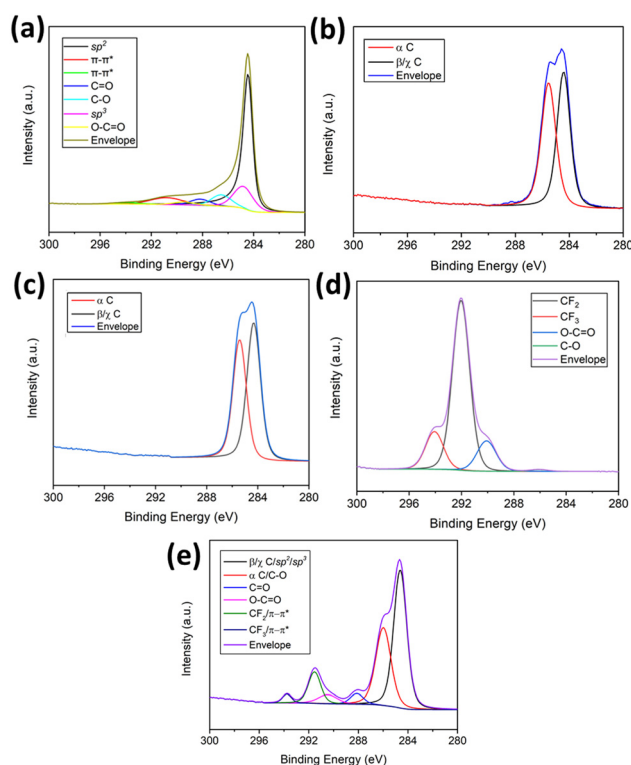 (a)
sp²
π-π*
π-π*
C=O
C-O
sp³
O-C=O
Envelope
Intensity (a.u.)
300 296 292 288 284 280
Binding Energy (eV)
(b)
α C
β/χ C
Envelope
Intensity (a.u.)
300 296 292 288 284 280
Binding Energy (eV)
(c)
α C
β/χ C
Envelope
Intensity (a.u.)
300 296 292 288 284 280
Binding Energy (eV)
(d)
CF₂
CF₃
O-C=O
C-O
Envelope
Intensity (a.u.)
300 296 292 288 284 280
Binding Energy (eV)
(e)
β/χ C/sp²/sp³
α C/C-O
C=O
O-C=O
CF₂/π-π*
CF₃/π-π*
Envelope
Intensity (a.u.)
300 296 292 288 284 280
Binding Energy (eV)